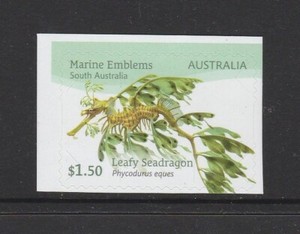 Marine Emblems
South Australia
AUSTRALIA
Leafy Seadragon
$1.50
Phycodurus eques